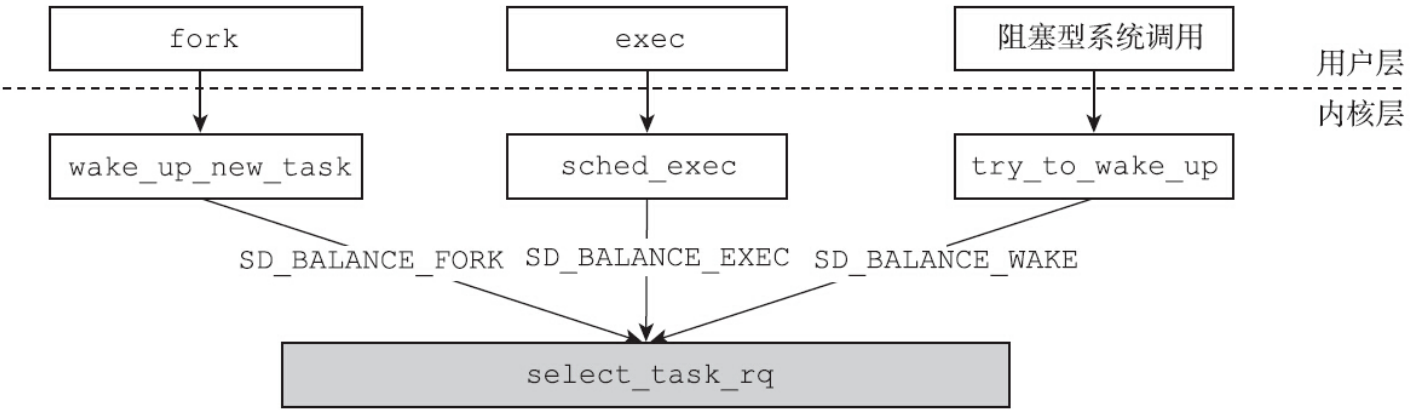 fork
exec
阻塞型系统调用
用户层
内核层
wake_up_new_task
sched_exec
try_to_wake_up
SD_BALANCE_FORK
SD_BALANCE_EXEC
SD_BALANCE_WAKE
select_task_rq